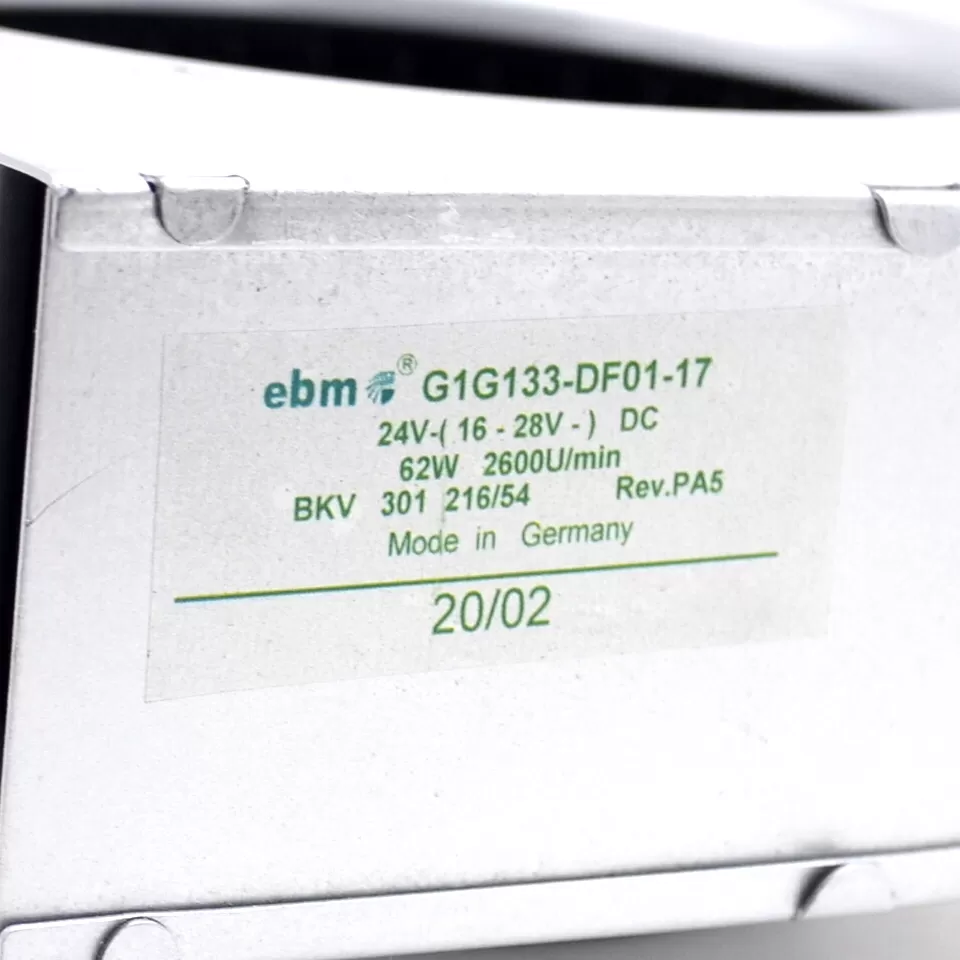 ebm ® G1G133-DF01-17
24V-( 16 - 28V - ) DC
62W 2600U/min
BKV 301 216/54 Rev.PA5
Mode in Germany
20/02